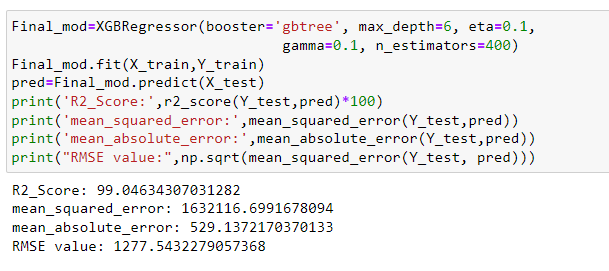 Final_mod=XGBRegressor(booster='gbtree', max_depth=6, eta=0.1,
gamma=0.1, n_estimators=400)
Final_mod.fit(X_train,Y_train)
pred=Final_mod.predict(X_test)
print('R2_Score:',r2_score(Y_test,pred)*100)
print('mean_squared_error:',mean_squared_error(Y_test,pred))
print('mean_absolute_error:',mean_absolute_error(Y_test,pred))
print("RMSE value:",np.sqrt(mean_squared_error(Y_test, pred)))
R2_Score: 99.04634307031282
mean_squared_error: 1632116.6991678094
mean_absolute_error: 529.1372170370133
RMSE value: 1277.5432279057368